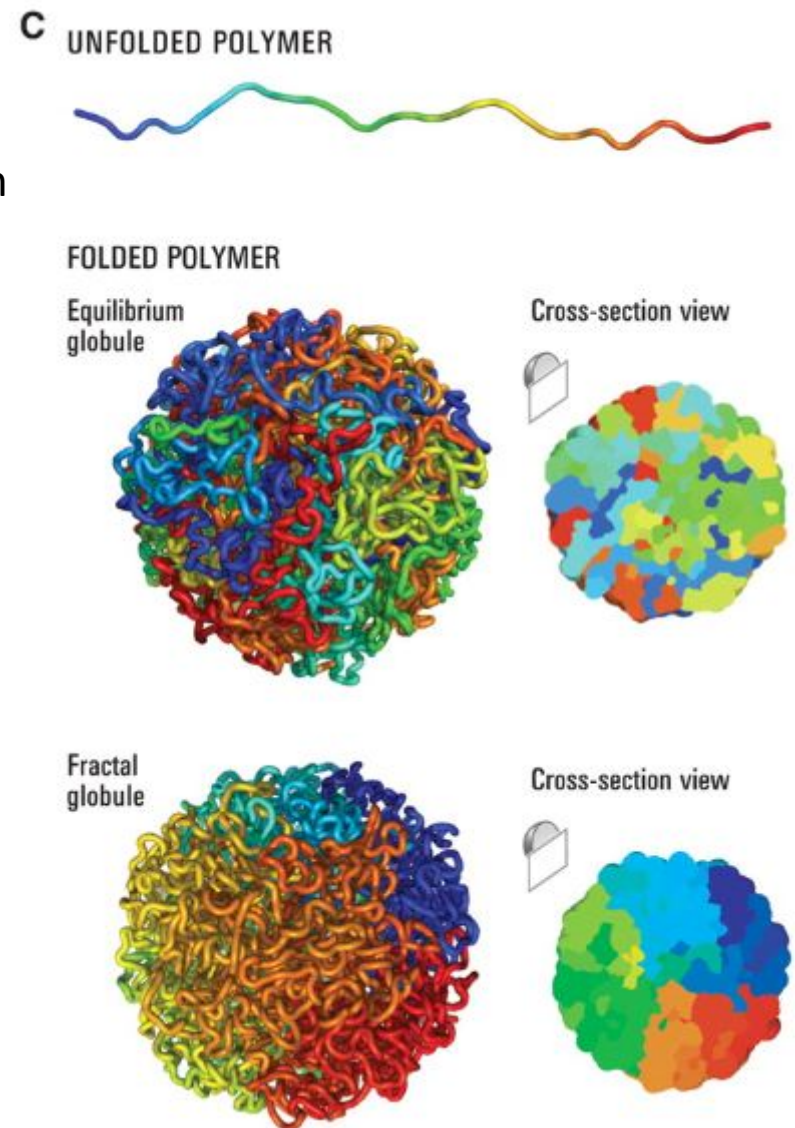 C
UNFOLDED POLYMER
n
FOLDED POLYMER
Equilibrium
globule
Cross-section view
Fractal
globule
Cross-section view